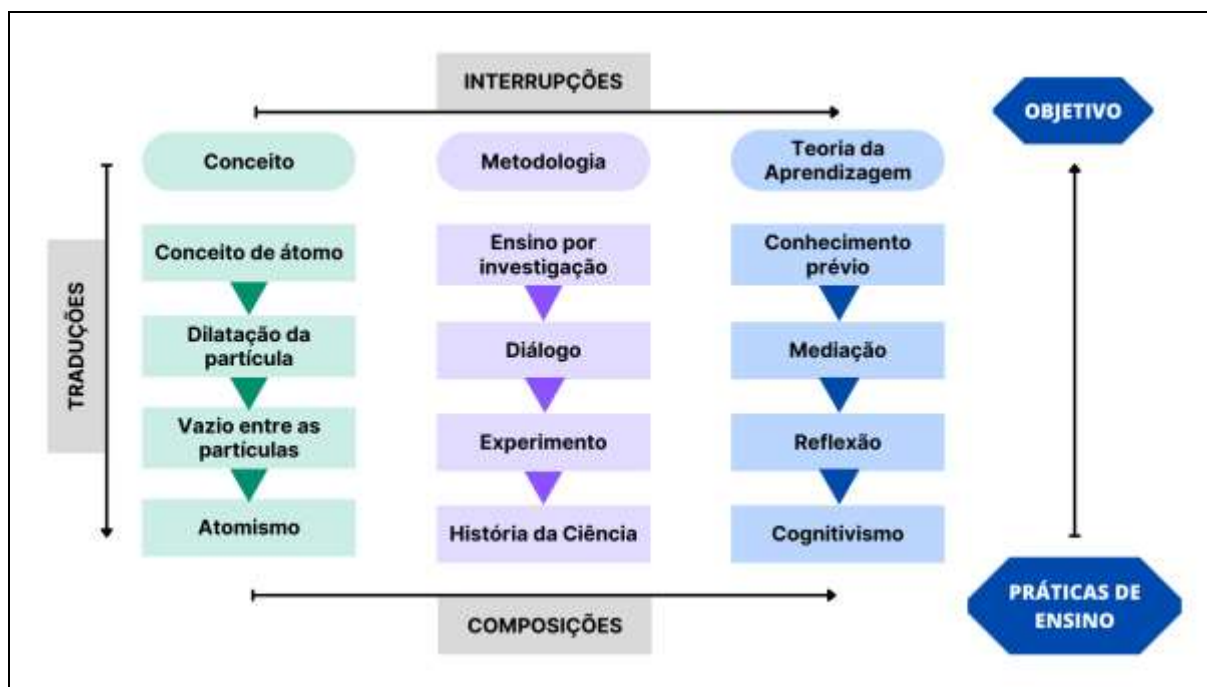 INTERRUPÇÕES
OBJETIVO
Conceito
Metodologia
Teoria da
Aprendizagem
TRADUÇÕES
Conceito de átomo
Ensino por
investigação
Conhecimento
prévio
Dilatação da
partícula
Diálogo
Mediação
Vazio entre as
partículas
Experimento
Reflexão
Atomismo
História da Ciência
Cognitivismo
PRÁTICAS DE
ENSINO
COMPOSIÇÕES